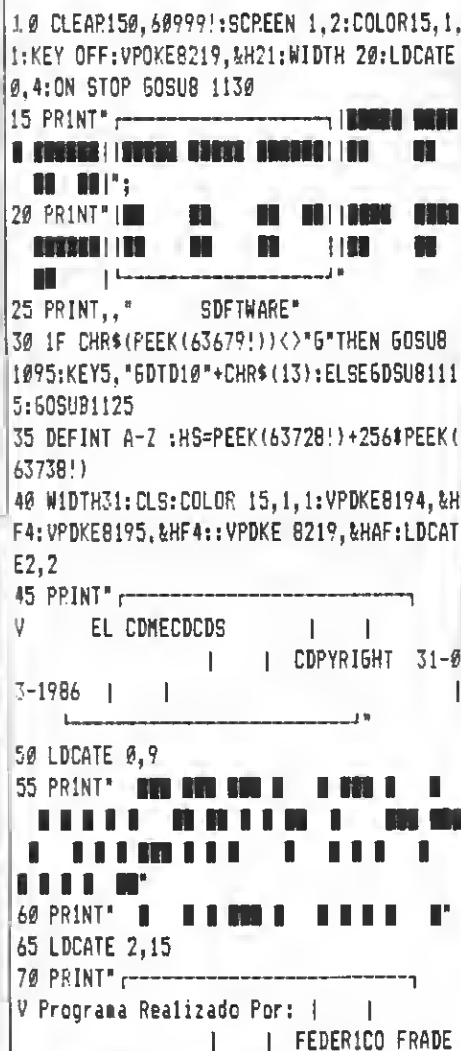 10 CLEAR150,60999!:SCREEN 1,2:COLOR15,1,
1:KEY OFF:VPOKE8219,&H21:WIDTH 20:LOCATE
0,4:ON STOP GOSUB 1130
15 PRINT"┌──────────────────┐||█████ ████
█ ██████||█████ █████ ██████||██   ██
  ██  ██|";
20 PRINT"|██   ██   ██  ██||████  ████
  ██████||██   ██   ██    ||██   ██
  ██    |└──────────────────┘"
25 PRINT,,"    SOFTWARE"
30 IF CHR$(PEEK(63679!))<>"G"THEN GOSUB
1095:KEY5,"GOTO10"+CHR$(13):ELSEGOSUB111
5:GOSUB1125
35 DEFINT A-Z :HS=PEEK(63728!)+256*PEEK(
63738!)
40 WIDTH31:CLS:COLOR 15,1,1:VPOKE8194,&H
F4:VPOKE8195,&HF4::VPOKE 8219,&HAF:LOCAT
E2,2
45 PRINT"┌───────────────────────┐
V    EL COMECOCOS       |   |
                |   | COPYRIGHT  31-0
3-1986  |   |                       |
   └───────────────────────┘"
50 LOCATE 0,9
55 PRINT" ███ ███ ███ █   █ ███ █   █
  █ █ █ █ █   ██ ██ █ █ ██  █    ███ ███
 █   █ █ █ ███ █ █ █   █   █ █ █   █
█ █ █ █  ██"
60 PRINT"  █   █ █ ███ █  █ █ █ █   █"
65 LOCATE 2,15
70 PRINT"┌───────────────────────┐
V Programa Realizado Por: |   |
                |   | FEDERICO FRADE